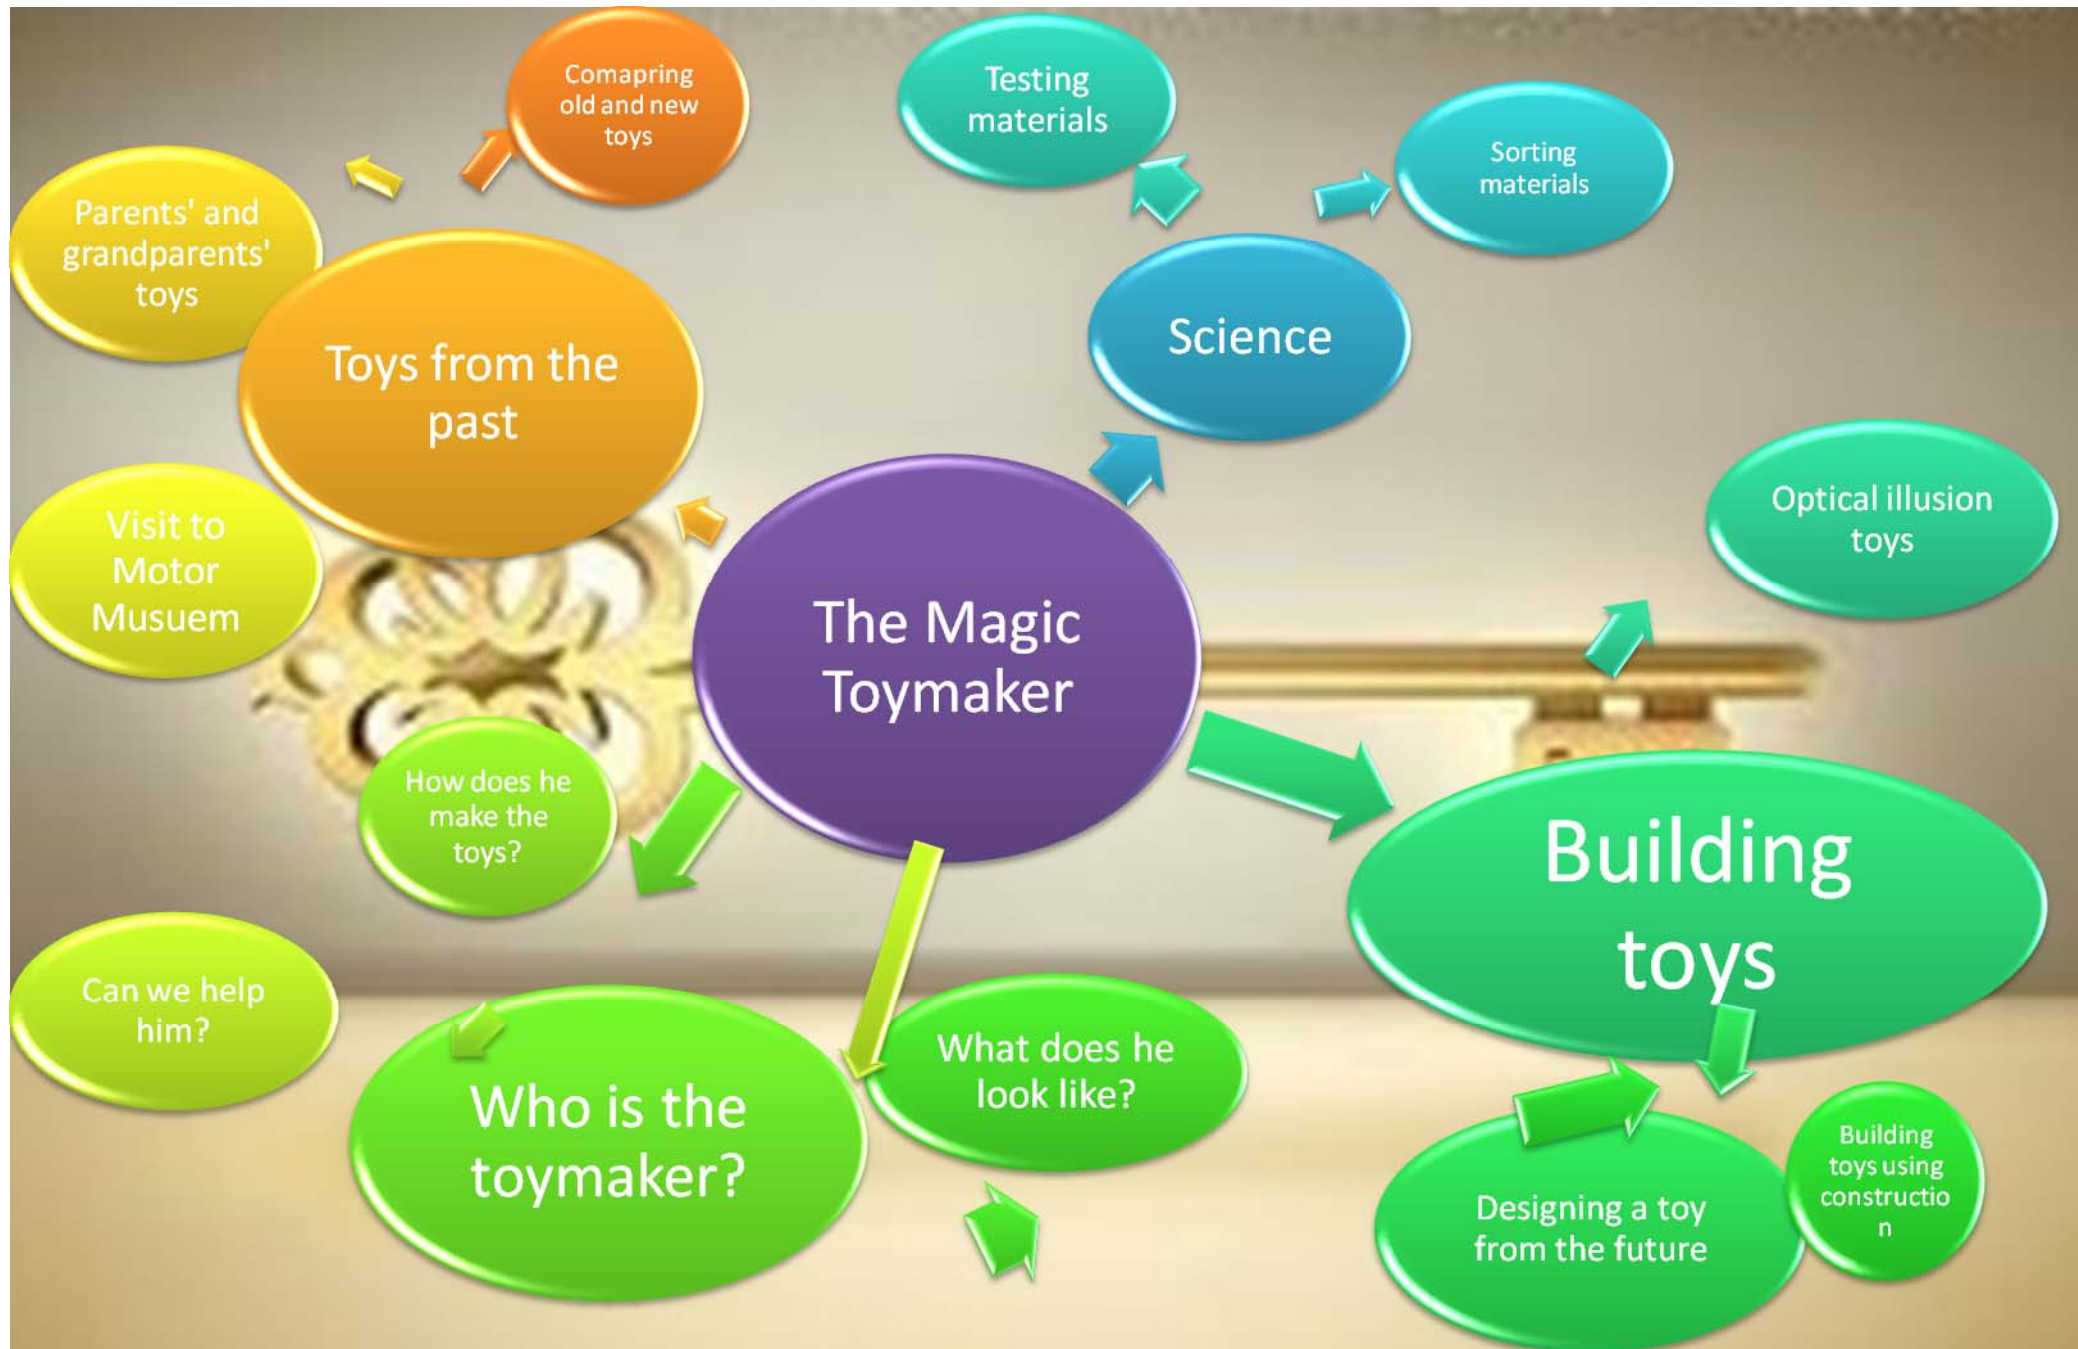 Comapring
old and new
toys
Testing
materials
Sorting
materials
Parents' and
grandparents'
toys
Toys from the
past
Science
Visit to
Motor
Musuem
Optical illusion
toys
The Magic
Toymaker
How does he
make the
toys?
Building
toys
Can we help
him?
Who is the
toymaker?
What does he
look like?
Designing a toy
from the future
Building
toys using
constructio
n